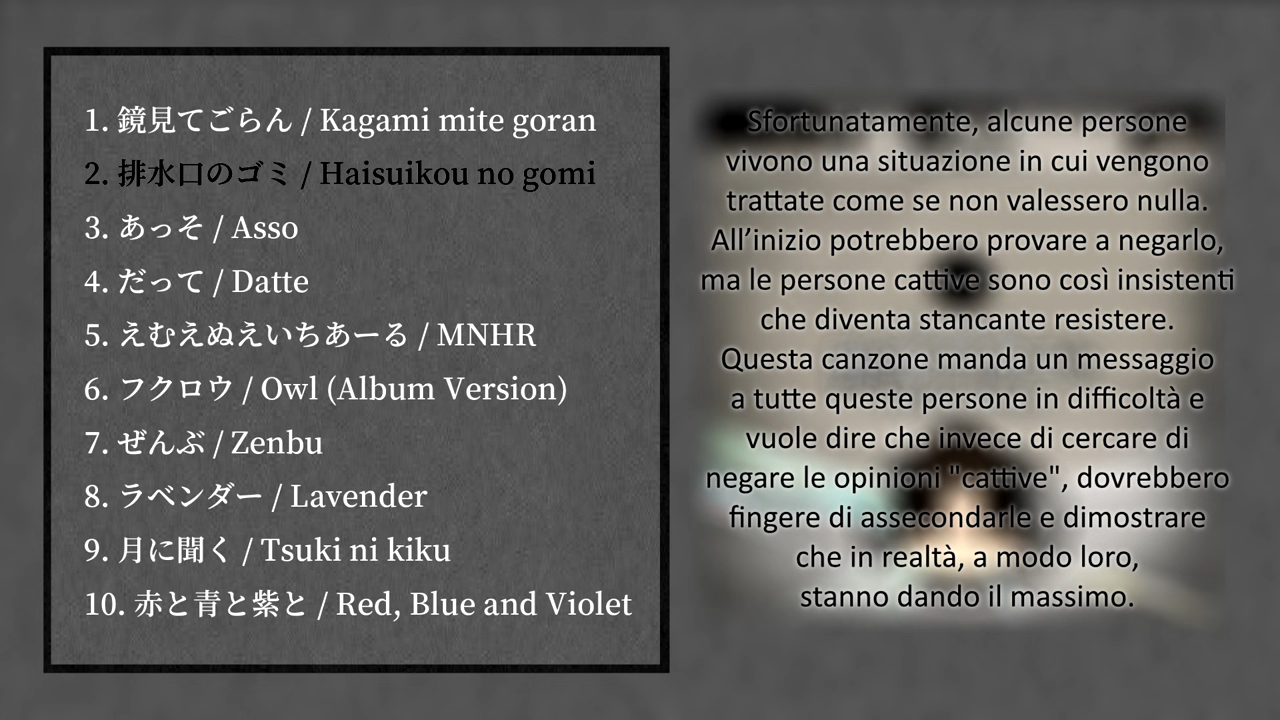 1. 鏡見てごらん / Kagami mite goran
2. 排水口のゴミ / Haisuikou no gomi
3. あっそ / Asso
4. だって / Datte
5. えむえぬえいちあーる / MNHR
6. フクロウ / Owl (Album Version)
7. ぜんぶ / Zenbu
8. ラベンダー / Lavender
9. 月に聞く / Tsuki ni kiku
10. 赤と青と紫と / Red, Blue and Violet
Sfortunatamente, alcune persone
vivono una situazione in cui vengono
trattate come se non valessero nulla.
All’inizio potrebbero provare a negarlo,
ma le persone cattive sono così insistenti
che diventa stancante resistere.
Questa canzone manda un messaggio
a tutte queste persone in difficoltà e
vuole dire che invece di cercare di
negare le opinioni "cattive", dovrebbero
fingere di assecondarle e dimostrare
che in realtà, a modo loro,
stanno dando il massimo.